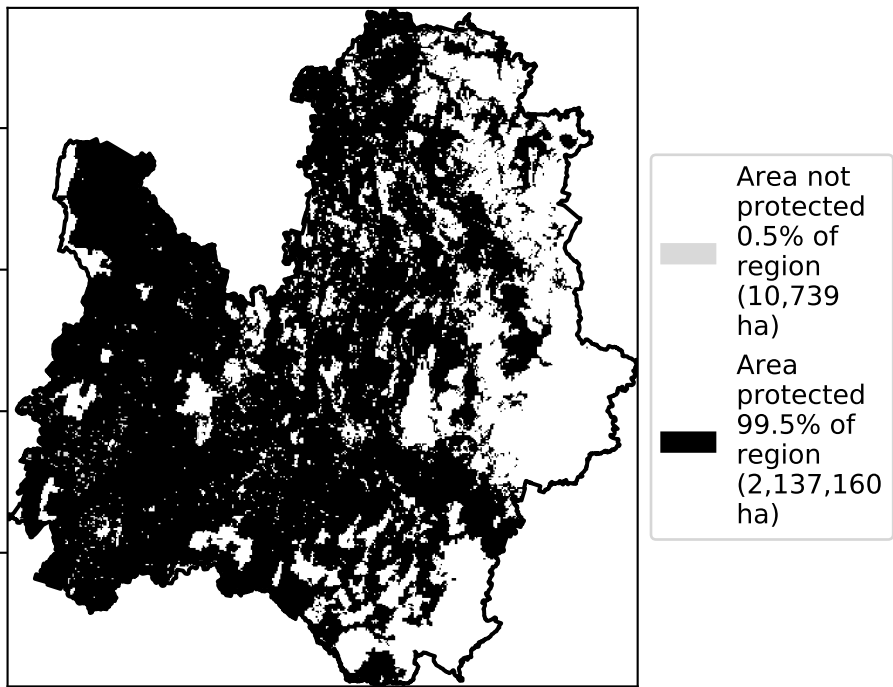 Area not
protected
0.5% of
region
(10,739
ha)
Area
protected
99.5% of
region
(2,137,160
ha)